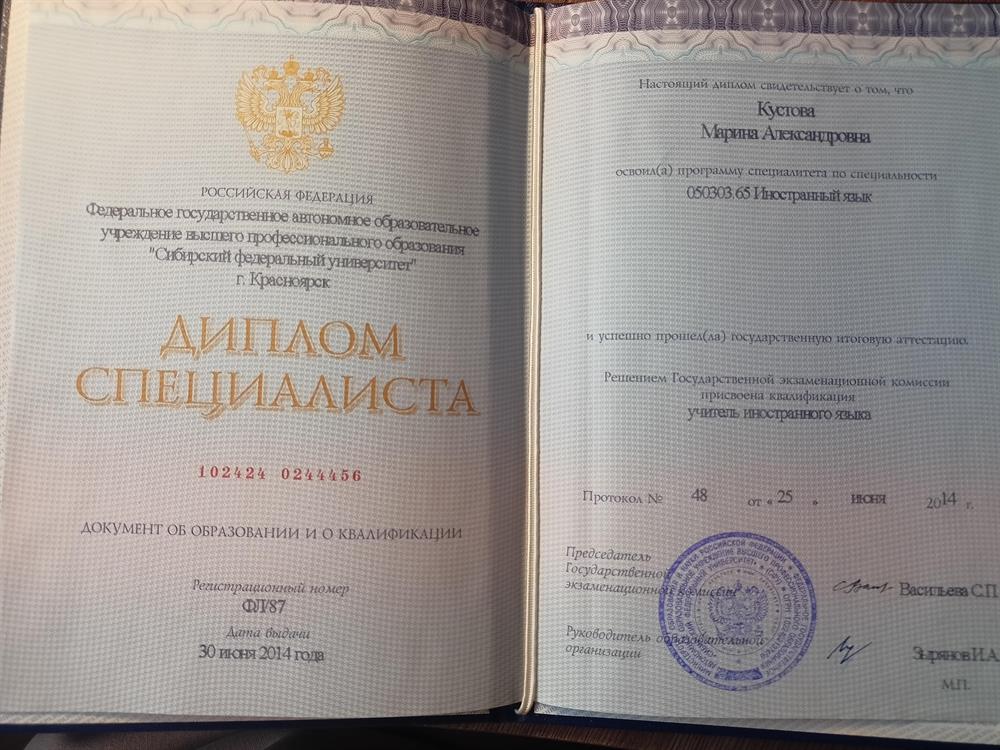 РОССИЙСКАЯ ФЕДЕРАЦИЯ
Федеральное государственное автономное образовательное
учреждение высшего профессионального образования
"Сибирский федеральный университет"
г. Красноярск
ДИПЛОМ
СПЕЦИАЛИСТА
102424 0244456
ДОКУМЕНТ ОБ ОБРАЗОВАНИИ И О КВАЛИФИКАЦИИ
Регистрационный номер
ФЛ/87
Дата выдачи
30 июня 2014 года
Настоящий диплом свидетельствует о том, что
Кустова
Марина Александровна
освоил(а) программу специалитета по специальности
050303.65 Иностранный язык
и успешно прошел(ла) государственную итоговую аттестацию.
Решением Государственной экзаменационной комиссии
присвоена квалификация
учитель иностранного языка
Протокол № 48 от « 25 » июня 2014 г.
Председатель
Государственной
экзаменационной комиссии
Васильева С.П.
Руководитель образовательной
организации
Зырянов И.А.
М.П.